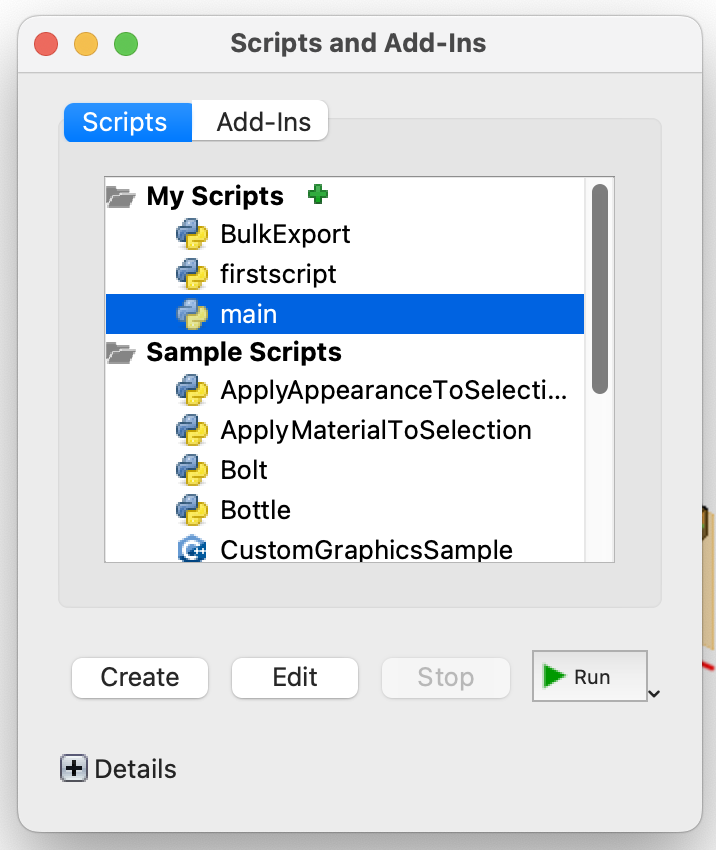 Scripts and Add-Ins
Scripts
Add-Ins
My Scripts
BulkExport
firstscript
main
Sample Scripts
ApplyAppearanceToSelecti...
ApplyMaterialToSelection
Bolt
Bottle
C++ CustomGraphicsSample
Create Edit Stop Run
Details